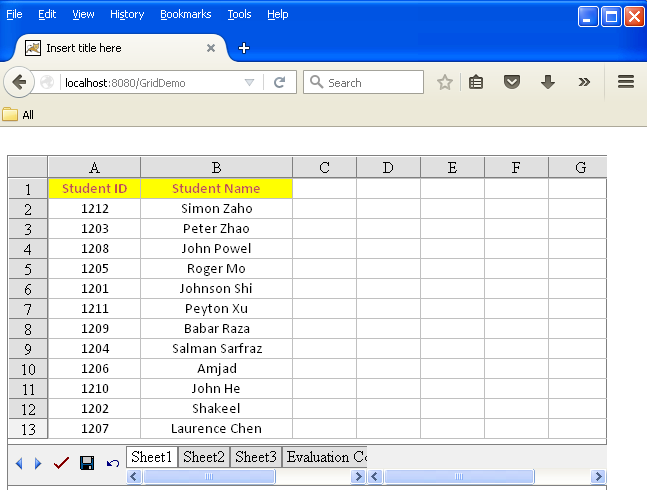 File Edit View History Bookmarks Tools Help
Insert title here
localhost:8080/GridDemo Search
All
A B C D E F G
1 Student ID Student Name
2 1212 Simon Zaho
3 1203 Peter Zhao
4 1208 John Powel
5 1205 Roger Mo
6 1201 Johnson Shi
7 1211 Peyton Xu
8 1209 Babar Raza
9 1204 Salman Sarfraz
10 1206 Amjad
11 1210 John He
12 1202 Shakeel
13 1207 Laurence Chen
Sheet1 Sheet2 Sheet3 Evaluation